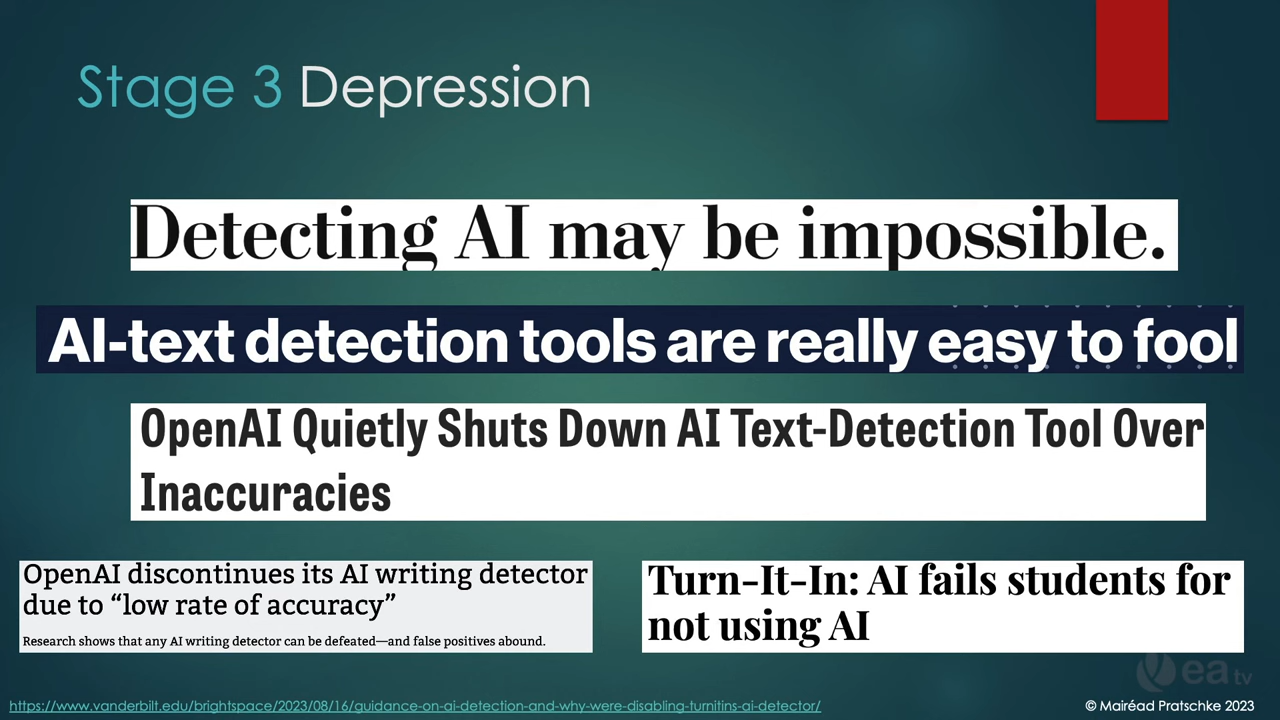 Stage 3 Depression
Detecting AI may be impossible.
AI-text detection tools are really easy to fool
OpenAI Quietly Shuts Down AI Text-Detection Tool Over
Inaccuracies
OpenAI discontinues its AI writing detector
due to “low rate of accuracy”
Research shows that any AI writing detector can be defeated—and false positives abound.
Turn-It-In: AI fails students for
not using AI
ea tv
https://www.vanderbilt.edu/brightspace/2023/08/16/guidance-on-ai-detection-and-why-were-disabling-turnitins-ai-detector/
© Mairéad Pratschke 2023